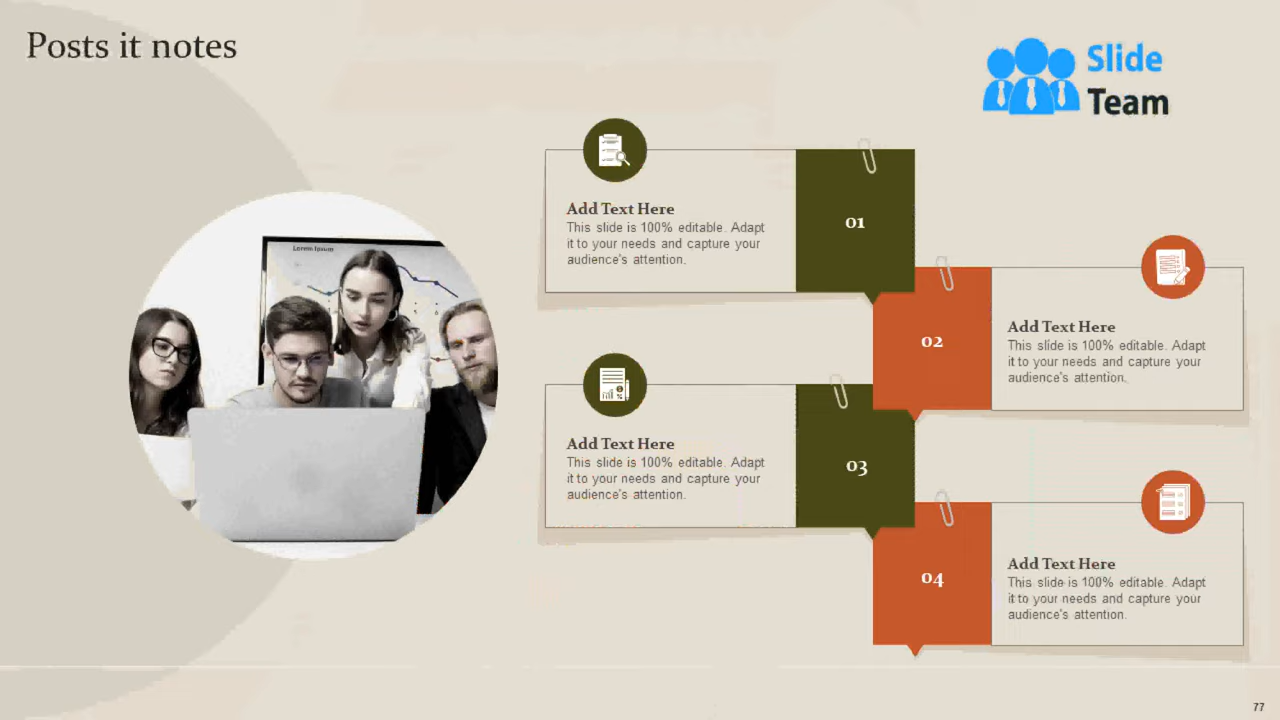 Posts it notes
Slide
Team
Lorem Ipsum
Add Text Here
This slide is 100% editable. Adapt
it to your needs and capture your
audience's attention.
01
02
Add Text Here
This slide is 100% editable. Adapt
it to your needs and capture your
audience's attention.
Add Text Here
This slide is 100% editable. Adapt
it to your needs and capture your
audience's attention.
03
04
Add Text Here
This slide is 100% editable. Adapt
it to your needs and capture your
audience's attention.
77